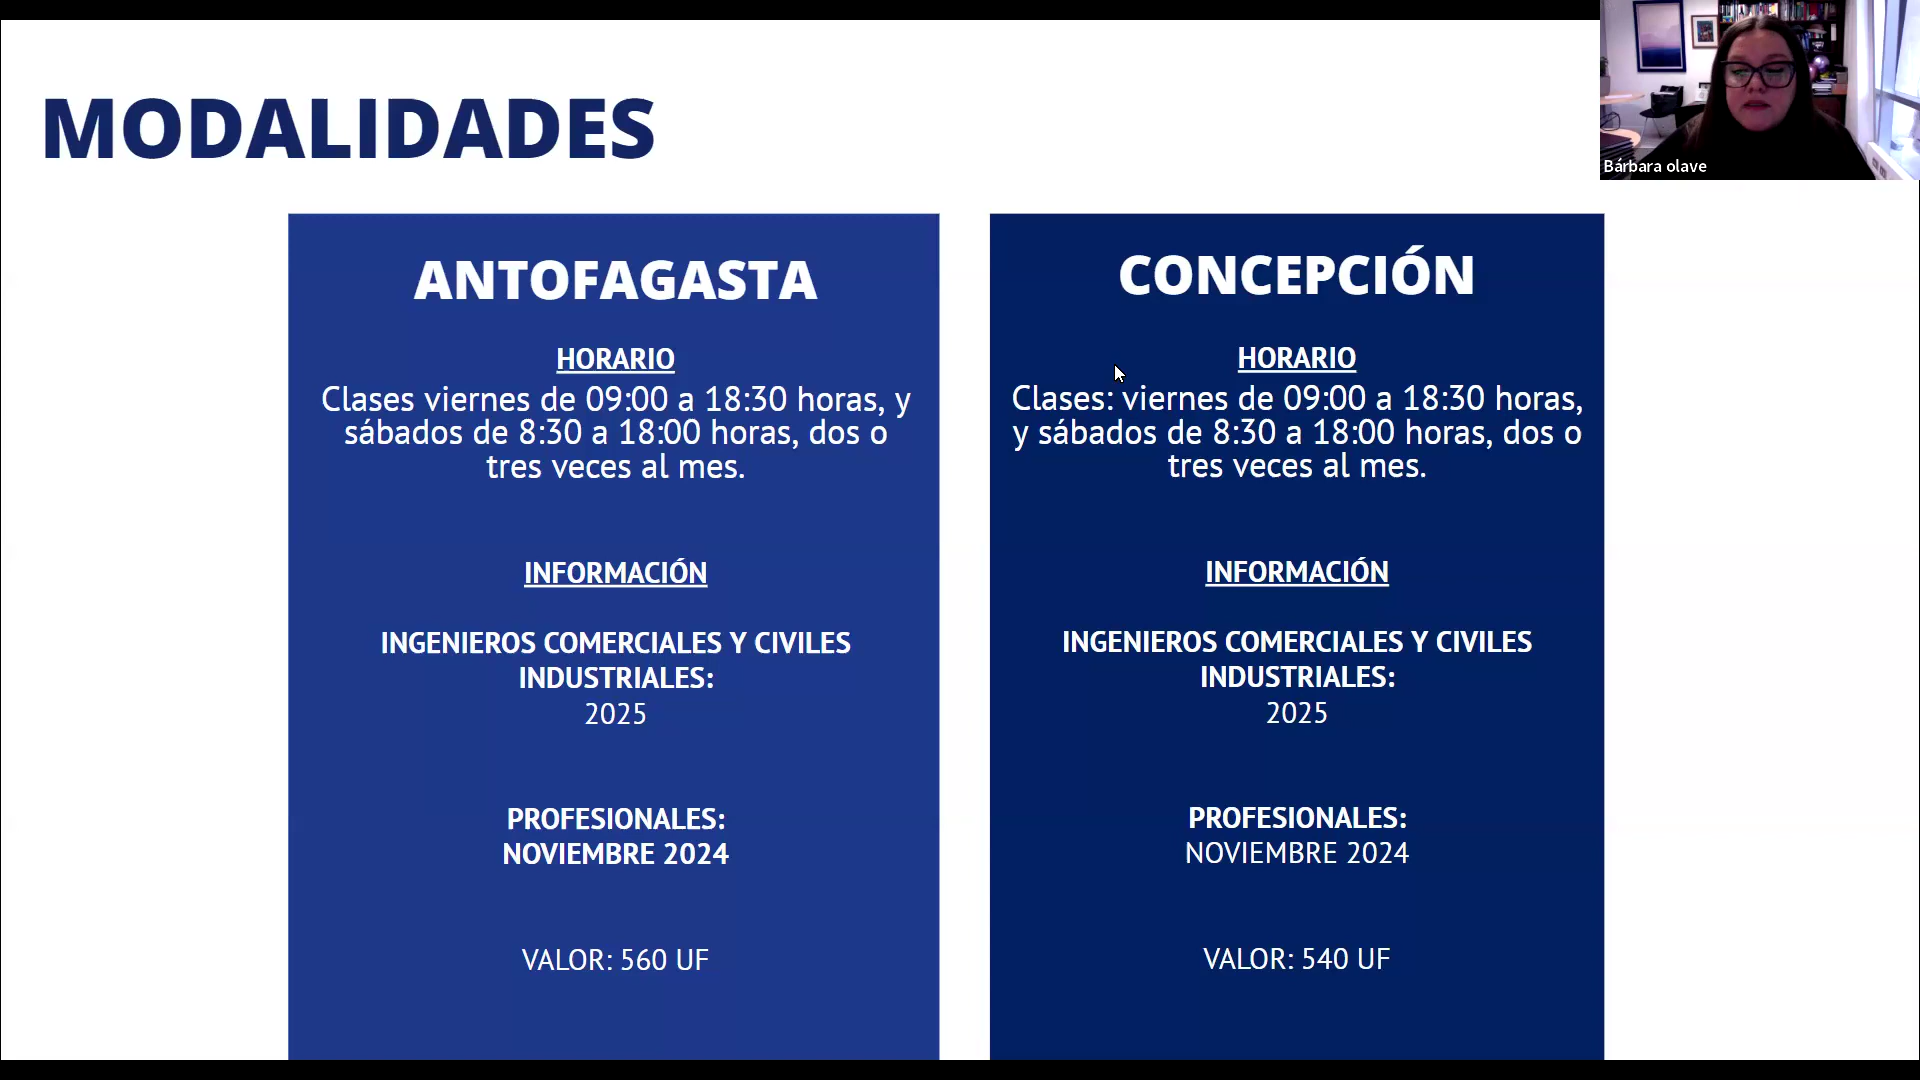 MODALIDADES
Bárbara olave
ANTOFAGASTA
HORARIO
Clases viernes de 09:00 a 18:30 horas, y
sábados de 8:30 a 18:00 horas, dos o
tres veces al mes.
INFORMACIÓN
INGENIEROS COMERCIALES Y CIVILES
INDUSTRIALES:
2025
PROFESIONALES:
NOVIEMBRE 2024
VALOR: 560 UF
CONCEPCIÓN
HORARIO
Clases: viernes de 09:00 a 18:30 horas,
y sábados de 8:30 a 18:00 horas, dos o
tres veces al mes.
INFORMACIÓN
INGENIEROS COMERCIALES Y CIVILES
INDUSTRIALES:
2025
PROFESIONALES:
NOVIEMBRE 2024
VALOR: 540 UF